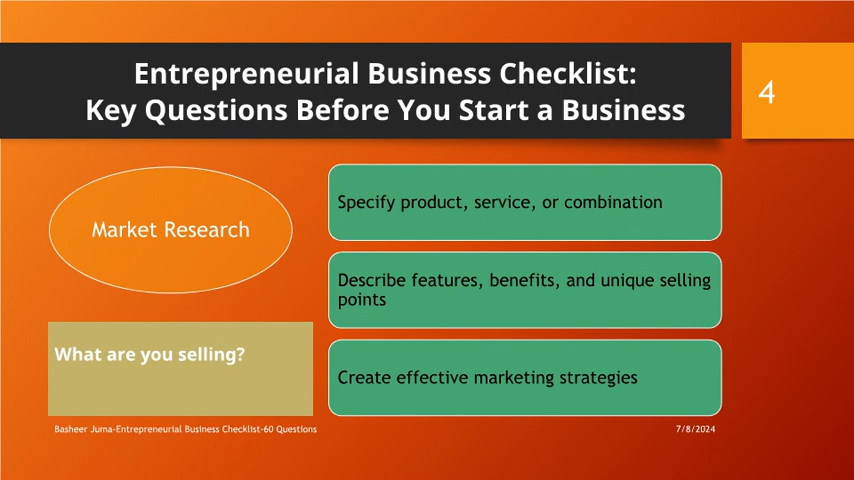 Entrepreneurial Business Checklist:
Key Questions Before You Start a Business
4
Market Research
What are you selling?
Specify product, service, or combination
Describe features, benefits, and unique selling
points
Create effective marketing strategies
Basheer Juma-Entrepreneurial Business Checklist-60 Questions
7/8/2024